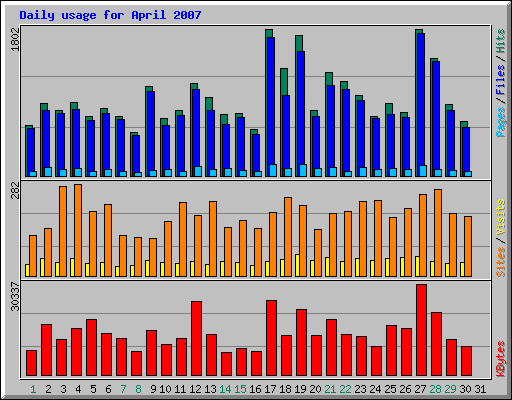 Daily usage for April 2007
1802
Pages / Files / Hits
282
Sites / Visits
30337
KBytes
1 2 3 4 5 6 7 8 9 10 11 12 13 14 15 16 17 18 19 20 21 22 23 24 25 26 27 28 29 30 31